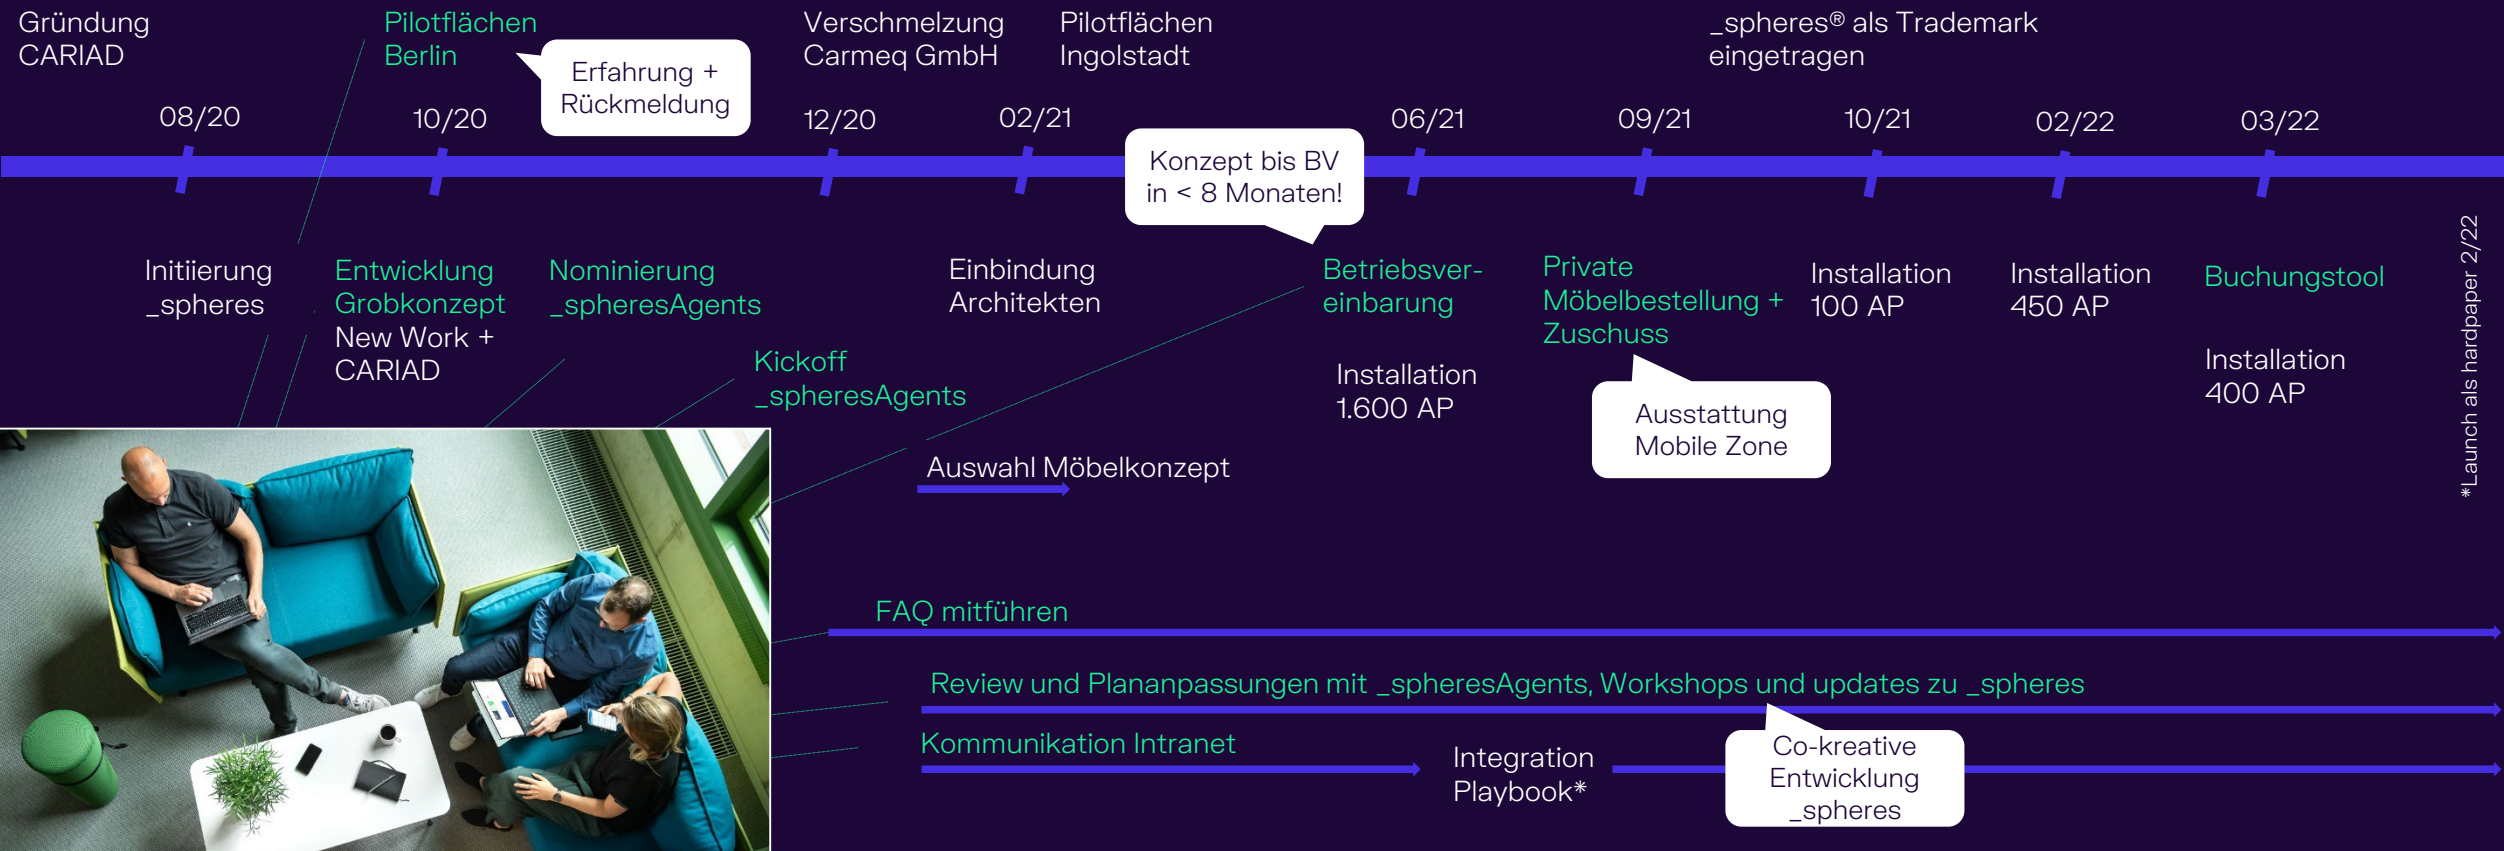 Gründung
CARIAD
Pilotflächen
Berlin
Erfahrung +
Rückmeldung
Verschmelzung
Carmeq GmbH
Pilotflächen
Ingolstadt
_spheres® als Trademark
eingetragen
08/20
10/20
12/20
02/21
06/21
09/21
10/21
02/22
03/22
Konzept bis BV
in < 8 Monaten!
Initiierung
_spheres
Entwicklung
Grobkonzept
New Work +
CARIAD
Nominierung
_spheresAgents
Kickoff
_spheresAgents
Einbindung
Architekten
Betriebsver-
einbarung
Installation
1.600 AP
Private
Möbelbestellung +
Zuschuss
Ausstattung
Mobile Zone
Installation
100 AP
Installation
450 AP
Buchungstool
Installation
400 AP
*Launch als hardpaper 2/22
Auswahl Möbelkonzept
FAQ mitführen
Review und Plananpassungen mit _spheresAgents, Workshops und updates zu _spheres
Kommunikation Intranet
Integration
Playbook*
Co-kreative
Entwicklung
_spheres